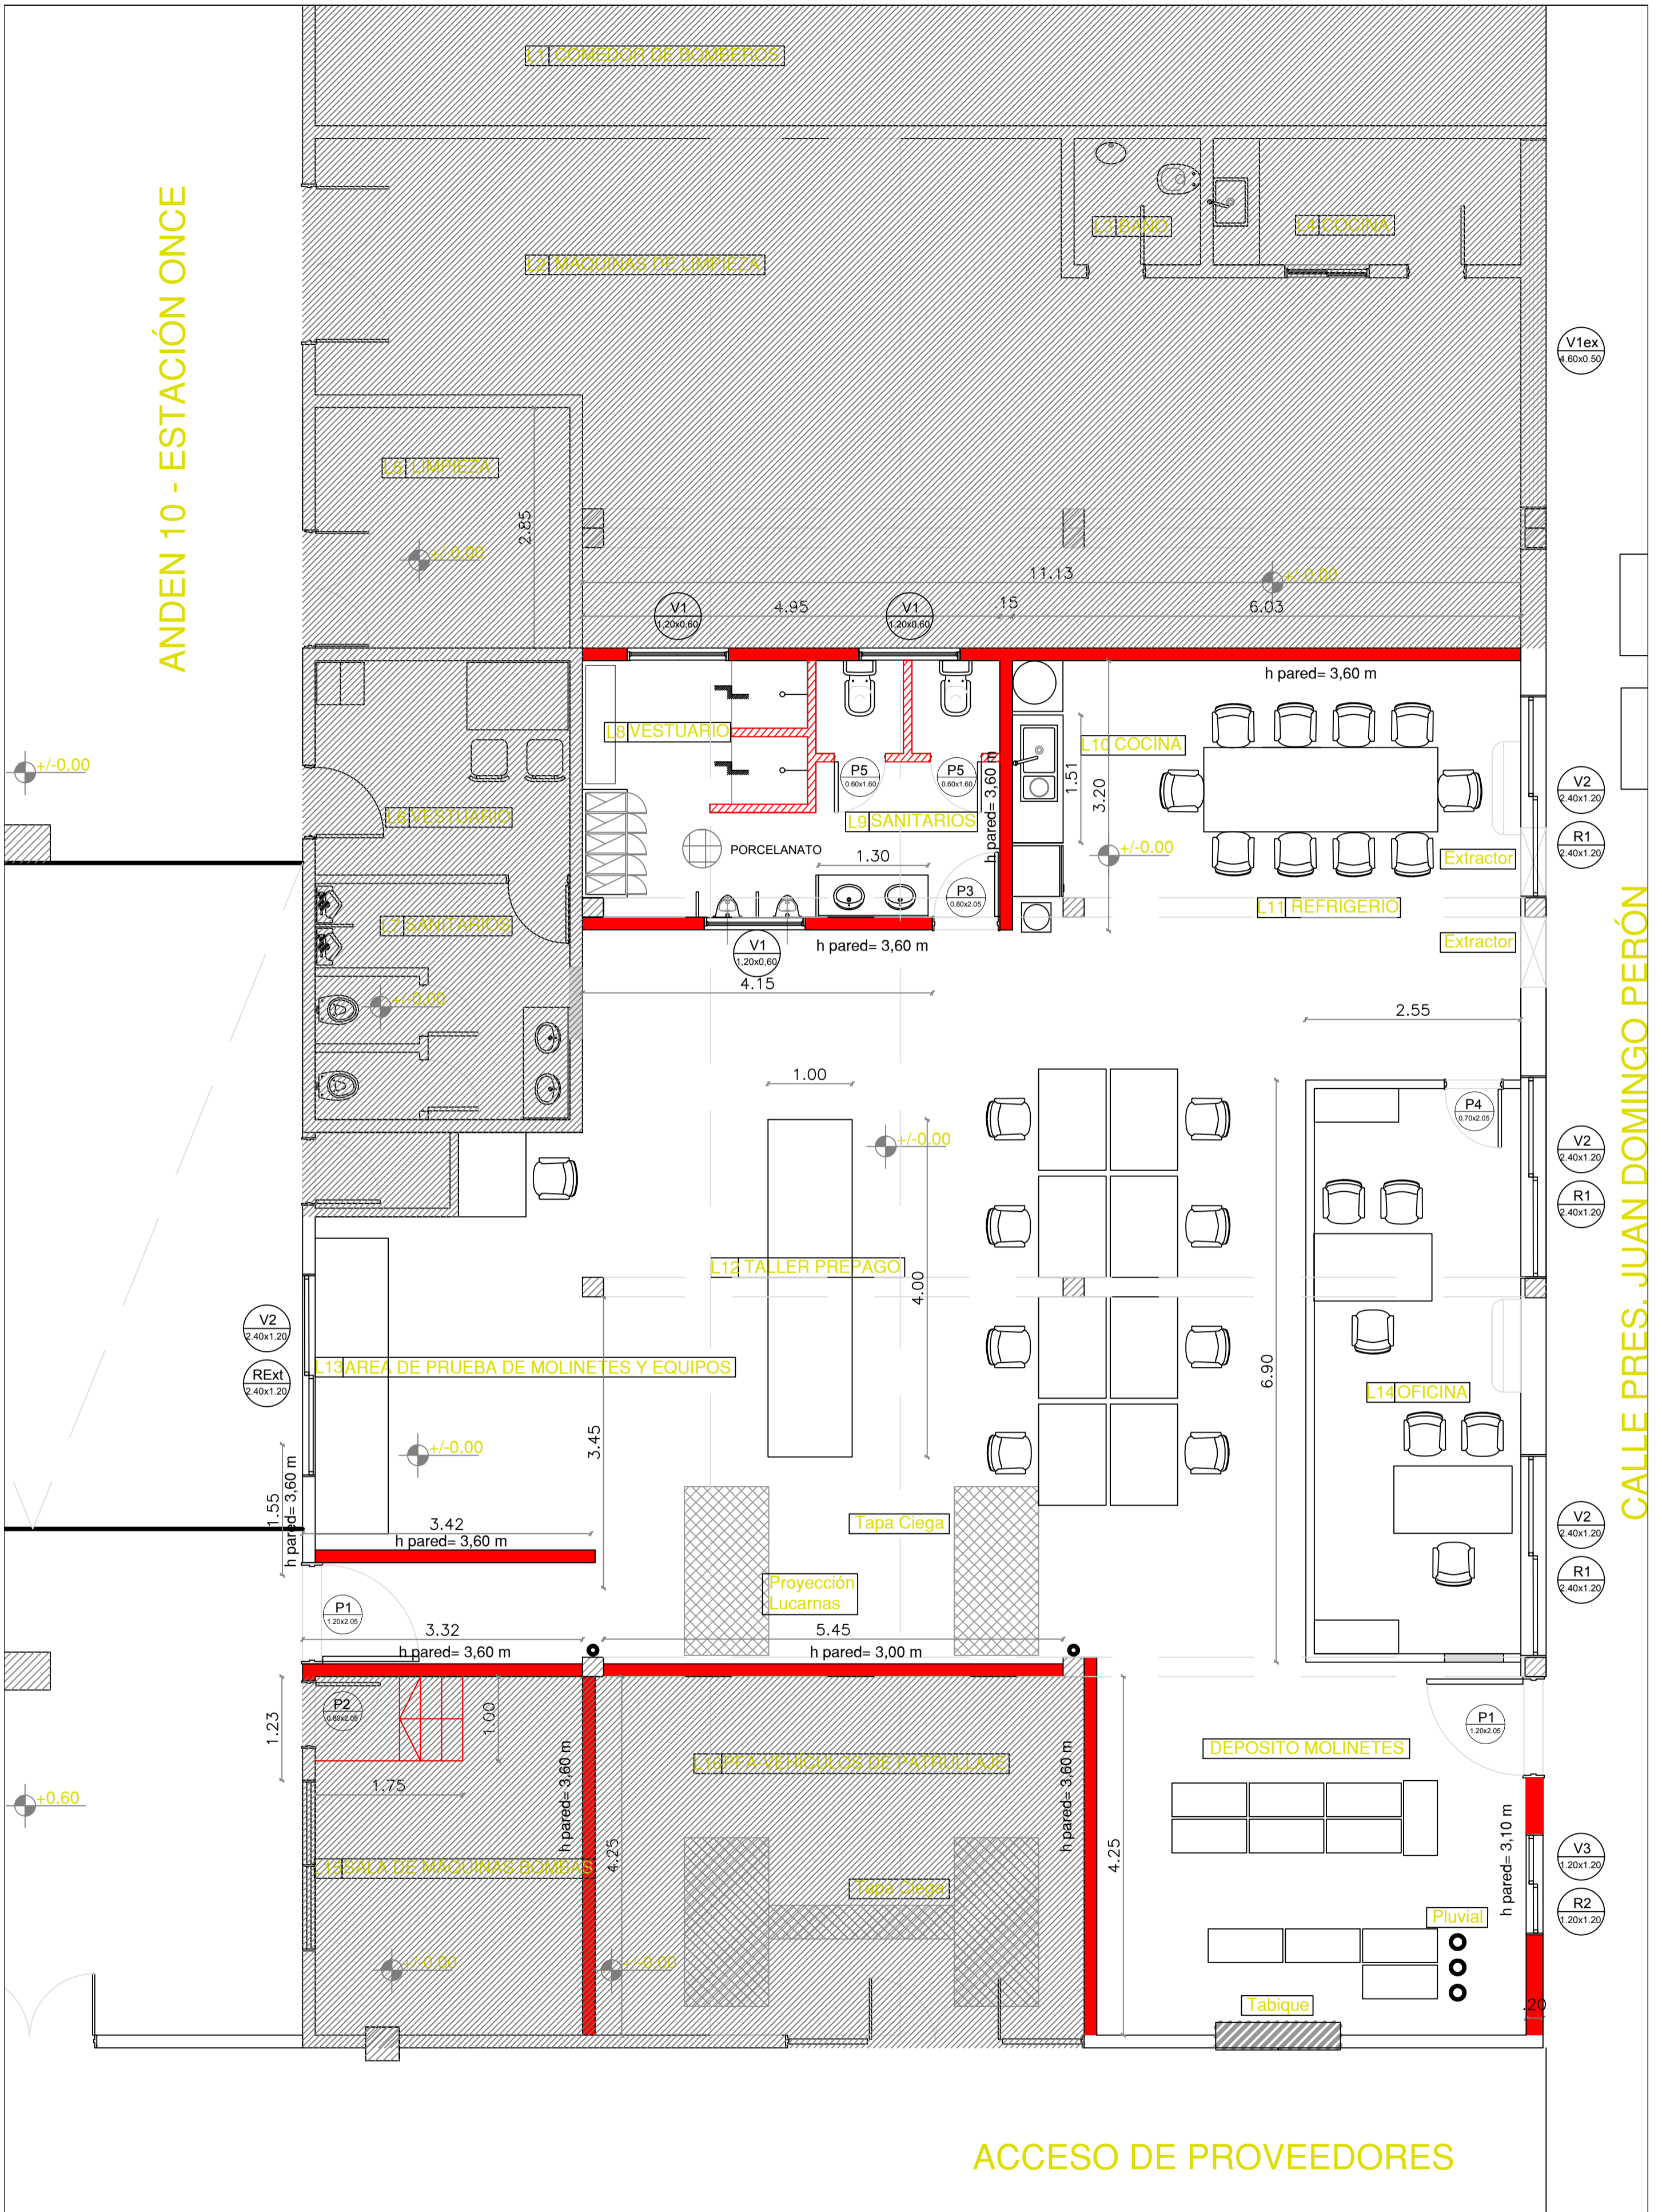 L1 COMEDOR DE BOMBEROS
ANDEN 10 - ESTACIÓN ONCE
L3 BAÑO
L4 COCINA
L2 MAQUINAS DE LIMPIEZA
V1ex
4.60x0.50
L5 LIMPIEZA
2.85
+/-0.00
11.13
+/-0.00
V1
1,20x0,60
4.95
V1
1,20x0,60
.15
6.03
h pared= 3,60 m
L8 VESTUARIO
L10 COCINA
1.51
3.20
+/-0.00
P5
0.60x1.60
P5
0.60x1.60
h pared= 3,60 m
V2
2.40x1.20
R1
2.40x1.20
L6 VESTUARIO
L9 SANITARIOS
PORCELANATO
1.30
+/-0.00
Extractor
P3
0.80x2.05
L11 REFRIGERIO
L7 SANITARIOS
V1
1,20x0,60
h pared= 3,60 m
Extractor
4.15
+/-0.00
2.55
CALLE PRES. JUAN DOMINGO PERÓN
1.00
P4
0.70x2.05
+/-0.00
V2
2.40x1.20
R1
2.40x1.20
L12 TALLER PREPAGO
4.00
V2
2.40x1.20
RExt
2.40x1.20
L13 AREA DE PRUEBA DE MOLINETES Y EQUIPOS
6.90
L14 OFICINA
3.45
+/-0.00
1.55
h pared= 3,60 m
3.42
h pared= 3,60 m
Tapa Ciega
V2
2.40x1.20
R1
2.40x1.20
Proyección
Lucarnas
P1
1.20x2.05
3.32
h pared= 3,60 m
5.45
h pared= 3,00 m
1.23
P2
0.80x2.05
1.00
P1
1.20x2.05
DEPOSITO MOLINETES
L16 PFA-VEHÍCULOS DE PATRULLAJE
h pared= 3,60 m
h pared= 3,60 m
1.75
+0.60
L15 SALA DE MAQUINAS BOMBAS
4.25
4.25
h pared= 3,10 m
V3
1.20x1.20
R2
1.20x1.20
Tapa Ciega
Pluvial
+/-0.00
+/-0.00
Tabique
.20
ACCESO DE PROVEEDORES